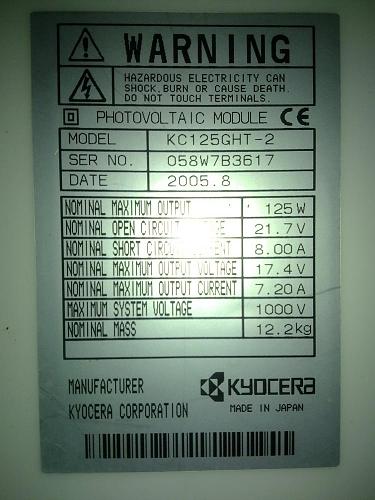 WARNING
HAZARDOUS ELECTRICITY CAN
SHOCK, BURN OR CAUSE DEATH.
DO NOT TOUCH TERMINALS.
PHOTOVOLTAIC MODULE CE
MODEL KC125GHT-2
SER NO. 058W7B3617
DATE 2005.8
NOMINAL MAXIMUM OUTPUT 125W
NOMINAL OPEN CIRCUIT 21.7V
NOMINAL SHORT CIRCUIT CURRENT 8.00A
NOMINAL MAXIMUM OUTPUT VOLTAGE 17.4V
NOMINAL MAXIMUM OUTPUT CURRENT 7.20A
MAXIMUM SYSTEM VOLTAGE 1000V
NOMINAL MASS 12.2kg
MANUFACTURER KYOCERA
KYOCERA CORPORATION MADE IN JAPAN